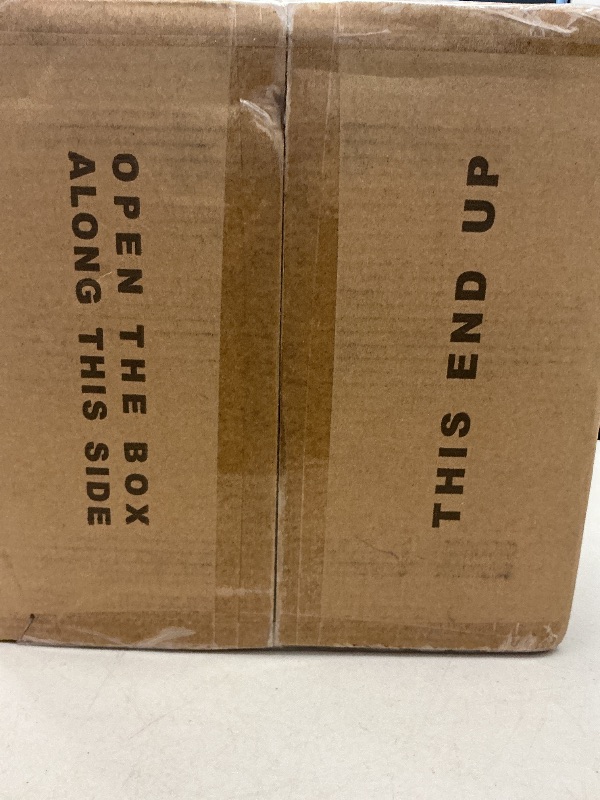 OPEN THE BOX
ALONG THIS SIDE
THIS END UP